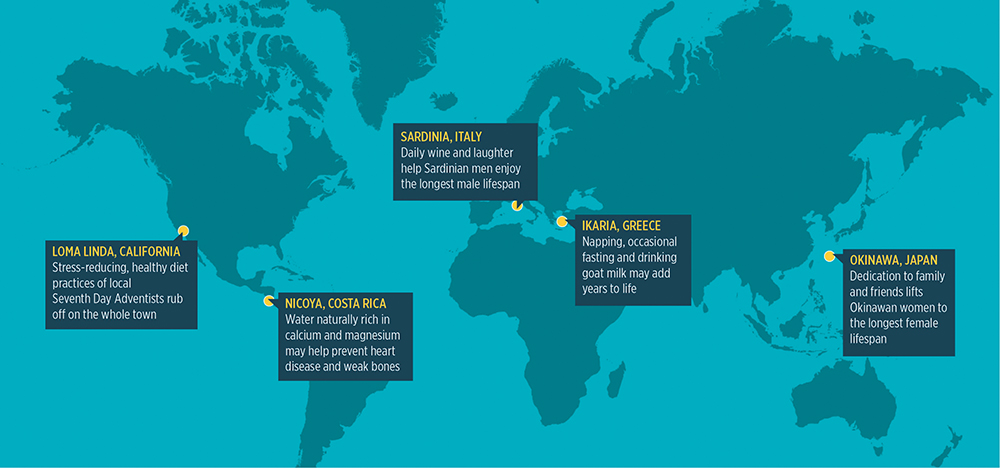 SARDINIA, ITALY
Daily wine and laughter
help Sardinian men enjoy
the longest male lifespan
IKARIA, GREECE
Napping, occasional
fasting and drinking
goat milk may add
years to life
LOMA LINDA, CALIFORNIA
Stress-reducing, healthy diet
practices of local
Seventh Day Adventists rub
off on the whole town
OKINAWA, JAPAN
Dedication to family
and friends lifts
Okinawan women to
the longest female
lifespan
NICOYA, COSTA RICA
Water naturally rich in
calcium and magnesium
may help prevent heart
disease and weak bones